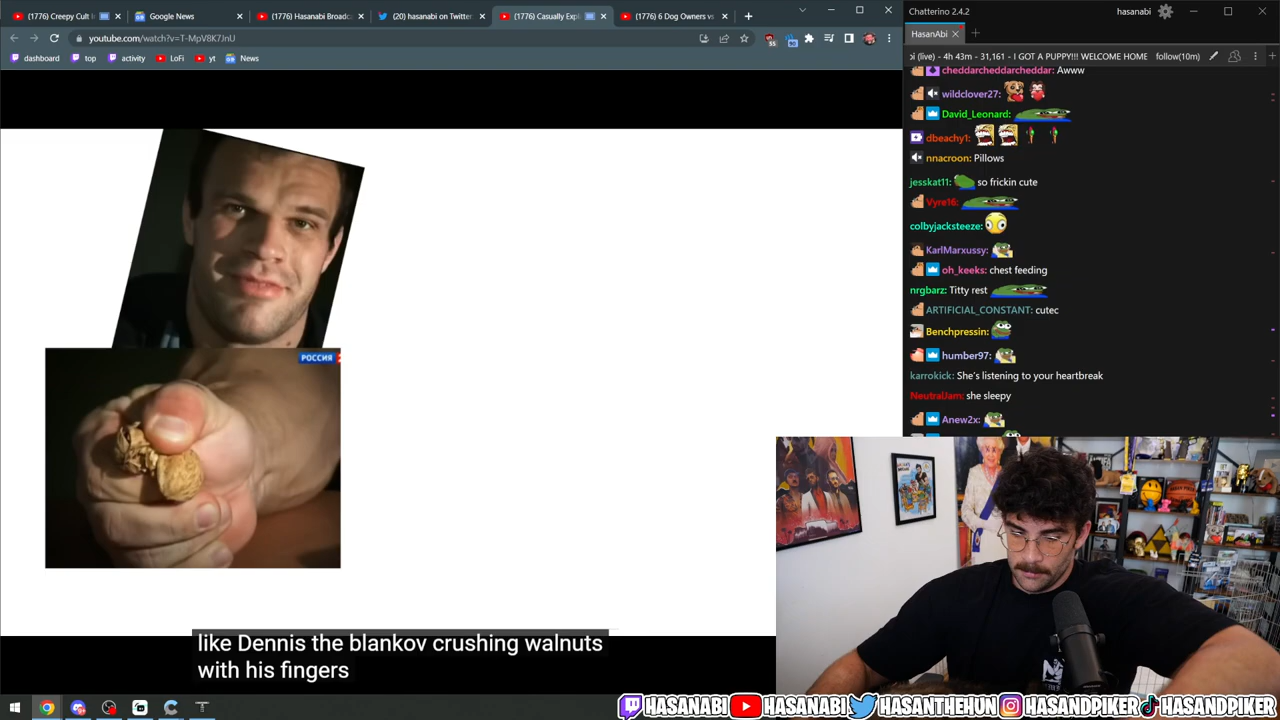 (1776) Creepy Cult l
Google News
(1776) Hasanabi Broadc
(20) hasanabi on Twitter
(1776) Casually Expl
(1776) 6 Dog Owners vs
youtube.com/watch?v=T-MpV8K7JnU
dashboard
top
activity
LoFi
yt
News
РОССИЯ
like Dennis the blankov crushing walnuts
with his fingers
Chatterino 2.4.2
hasanabi
HasanAbi
(live) - 4h 43m - 31,161 - I GOT A PUPPY!!! WELCOME HOME
follow(10m)
cheddarcheddarcheddar: Awww
wildclover27:
David_Leonard:
dbeachy1:
nnacroon: Pillows
jesskat11: so frickin cute
Vyre16:
colbyjacksteeze:
KarlMarxussy:
oh_keeks: chest feeding
nrgbarz: Titty rest
ARTIFICIAL_CONSTANT: cutec
Benchpressin:
humber97:
karrokick: She's listening to your heartbreak
NeutralJam: she sleepy
Anew2x:
HASANABI
HASANABI
HASANTHEHUN
HASANDPIKER
HASANDPIKER